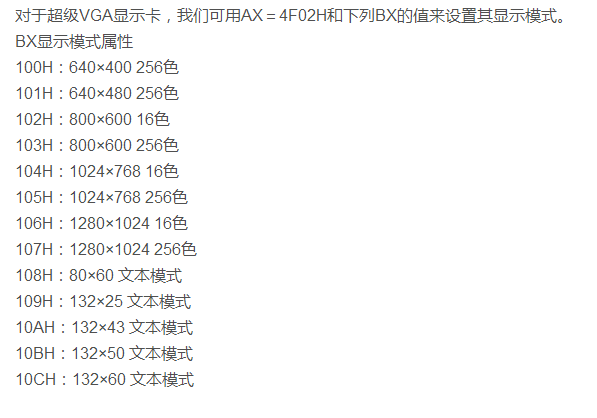 对于超级VGA显示卡，我们可用AX＝4F02H和下列BX的值来设置其显示模式。
BX显示模式属性
100H：640×400 256色
101H：640×480 256色
102H：800×600 16色
103H：800×600 256色
104H：1024×768 16色
105H：1024×768 256色
106H：1280×1024 16色
107H：1280×1024 256色
108H：80×60 文本模式
109H：132×25 文本模式
10AH：132×43 文本模式
10BH：132×50 文本模式
10CH：132×60 文本模式